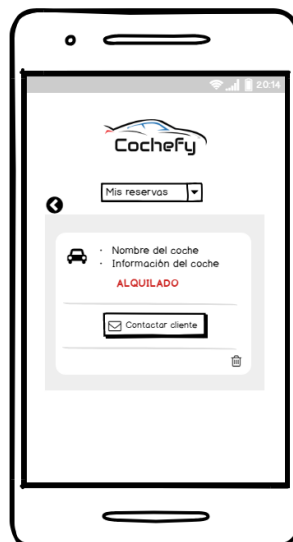 20:14
Cochefy
Mis reservas
· Nombre del coche
· Información del coche
ALQUILADO
Contactar cliente